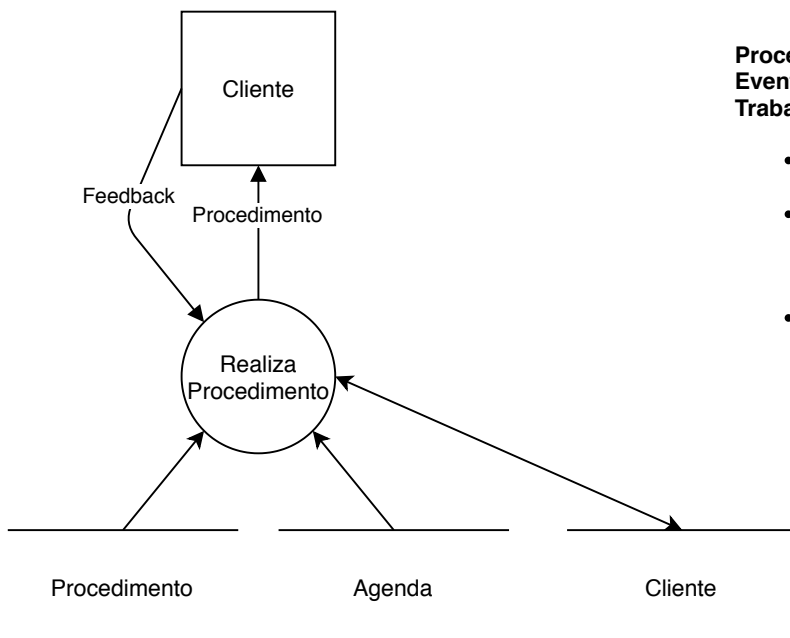 Cliente
Feedback
Procedimento
Realiza
Procedimento
Procedimento
Agenda
Cliente